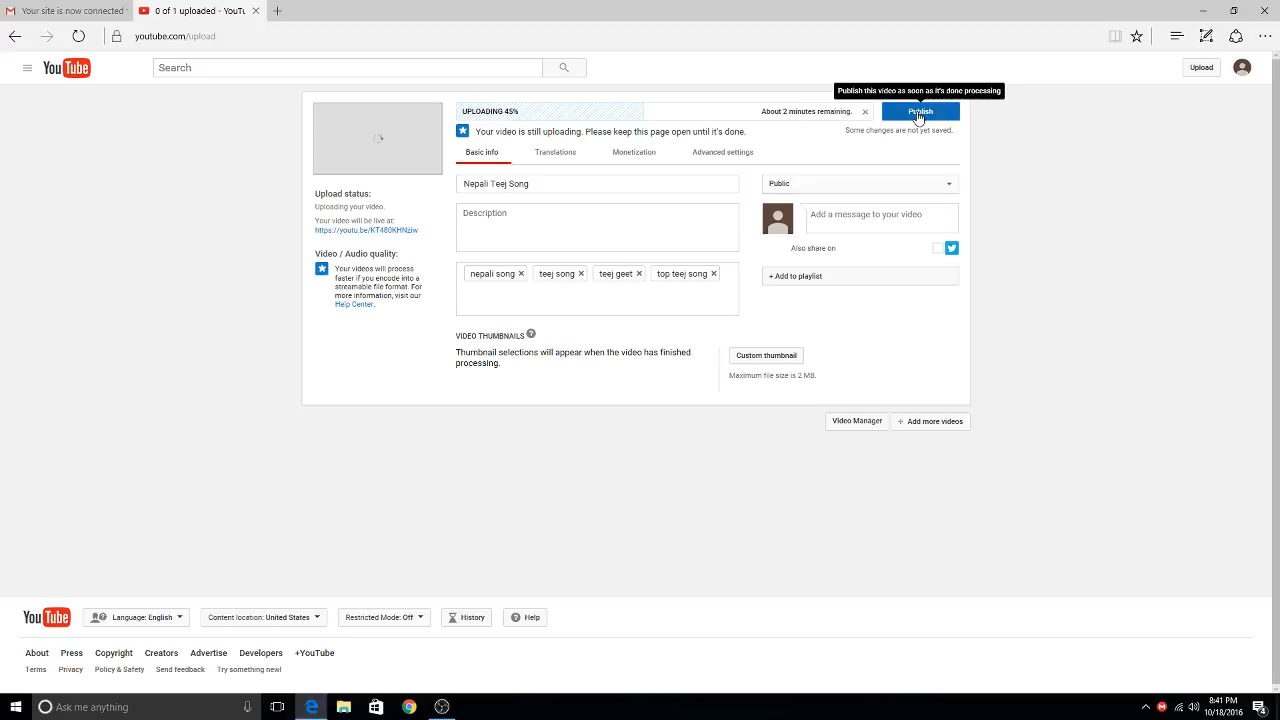 Your site is now connected
0 of 1 uploaded - YouTu
youtube.com/upload
YouTube
Search
Upload
Publish this video as soon as it's done processing
UPLOADING 45%
About 2 minutes remaining.
Publish
Your video is still uploading. Please keep this page open until it's done.
Some changes are not yet saved.
Basic info
Translations
Monetization
Advanced settings
Upload status:
Uploading your video.
Your video will be live at:
https://youtu.be/KT480KHNziw
Video / Audio quality:
Your videos will process
faster if you encode into a
streamable file format. For
more information, visit our
Help Center.
Nepali Teej Song
Description
nepali song
teej song
teej geet
top teej song
Public
Add a message to your video
Also share on
+ Add to playlist
VIDEO THUMBNAILS ?
Thumbnail selections will appear when the video has finished
processing.
Custom thumbnail
Maximum file size is 2 MB.
Video Manager
+ Add more videos
YouTube
Language: English
Content location: United States
Restricted Mode: Off
History
Help
About Press Copyright Creators Advertise Developers +YouTube
Terms Privacy Policy & Safety Send feedback Try something new!
Ask me anything
8:41 PM
10/18/2016